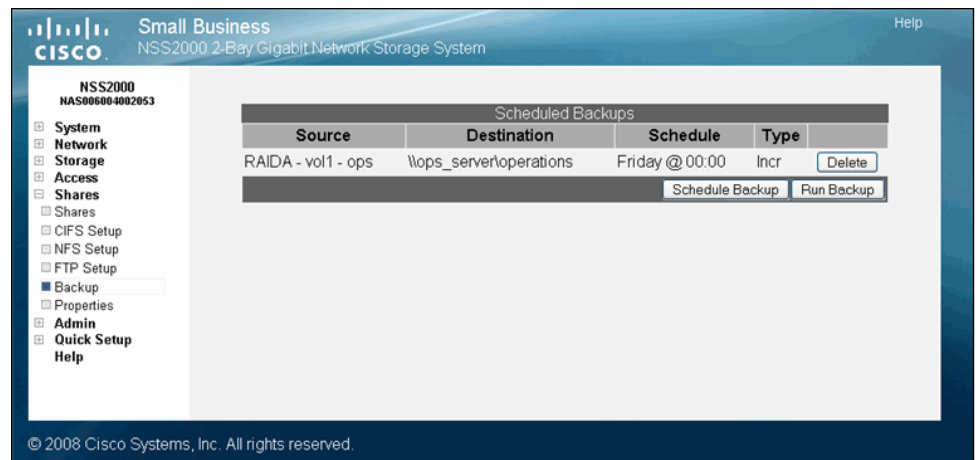 CISCO
Small Business
NSS2000 2-Bay Gigabit Network Storage System
Help
NSS2000
NAS006004002053
System
Network
Storage
Access
Shares
Shares
CIFS Setup
NFS Setup
FTP Setup
Backup
Properties
Admin
Quick Setup
Help
Scheduled Backups
Source Destination Schedule Type
RAIDA - vol1 - ops \\ops_server\operations Friday @ 00:00 Incr Delete
Schedule Backup Run Backup
© 2008 Cisco Systems, Inc. All rights reserved.